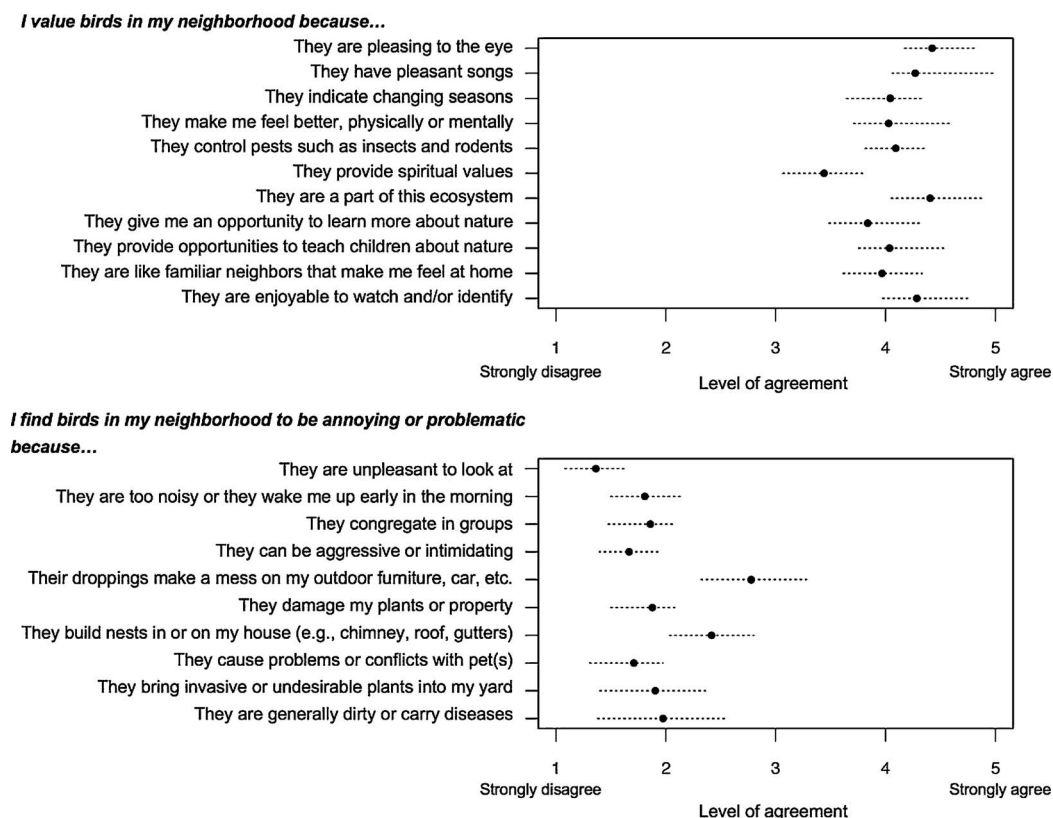 I value birds in my neighborhood because…
They are pleasing to the eye
They have pleasant songs
They indicate changing seasons
They make me feel better, physically or mentally
They control pests such as insects and rodents
They provide spiritual values
They are a part of this ecosystem
They give me an opportunity to learn more about nature
They provide opportunities to teach children about nature
They are like familiar neighbors that make me feel at home
They are enjoyable to watch and/or identify
1 2 3 4 5
Strongly disagree Strongly agree
Level of agreement
I find birds in my neighborhood to be annoying or problematic
because…
They are unpleasant to look at
They are too noisy or they wake me up early in the morning
They congregate in groups
They can be aggressive or intimidating
Their droppings make a mess on my outdoor furniture, car, etc.
They damage my plants or property
They build nests in or on my house (e.g., chimney, roof, gutters)
They cause problems or conflicts with pet(s)
They bring invasive or undesirable plants into my yard
They are generally dirty or carry diseases
1 2 3 4 5
Strongly disagree Strongly agree
Level of agreement